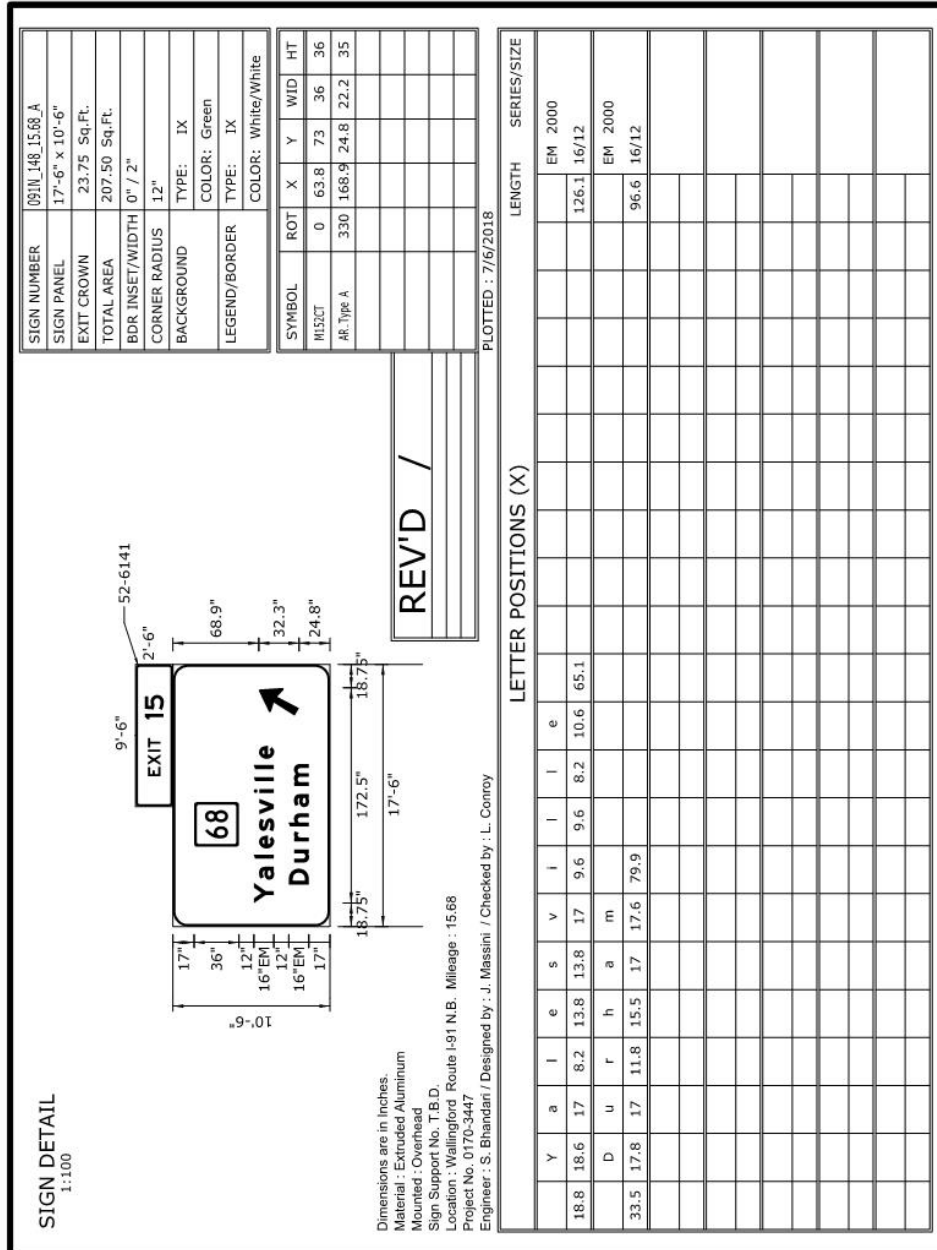 SIGN DETAIL
1:100
52-6141
9'-6"
2'-6"
EXIT 15
68
Yalesville
Durham
17"
36"
12"
16"EM
12"
16"EM
17"
10'-6"
68.9"
32.3"
24.8"
18.75" 172.5" 18.75"
17'-6"
Dimensions are in Inches.
Material : Extruded Aluminum
Mounted : Overhead
Sign Support No. T.B.D.
Location : Wallingford Route I-91 N.B. Mileage : 15.68
Project No. 0170-3447
Engineer : S. Bhandari / Designed by : J. Massini / Checked by : L. Conroy
REV'D /
SIGN NUMBER 091N_148_15.68_A
SIGN PANEL 17'-6" x 10'-6"
EXIT CROWN 23.75 Sq.Ft.
TOTAL AREA 207.50 Sq.Ft.
BDR INSET/WIDTH 0" / 2"
CORNER RADIUS 12"
BACKGROUND TYPE: IX
COLOR: Green
LEGEND/BORDER TYPE: IX
COLOR: White/White
SYMBOL ROT X Y WID HT
M152CT 0 63.8 73 36 36
AR.Type A 330 168.9 24.8 22.2 35
PLOTTED : 7/6/2018
LETTER POSITIONS (X) LENGTH SERIES/SIZE
Y a l e s v i l l e EM 2000
18.8 18.6 17 8.2 13.8 13.8 17 9.6 9.6 8.2 10.6 65.1 126.1 16/12
D u r h a m EM 2000
33.5 17.8 17 11.8 15.5 17 17.6 79.9 96.6 16/12